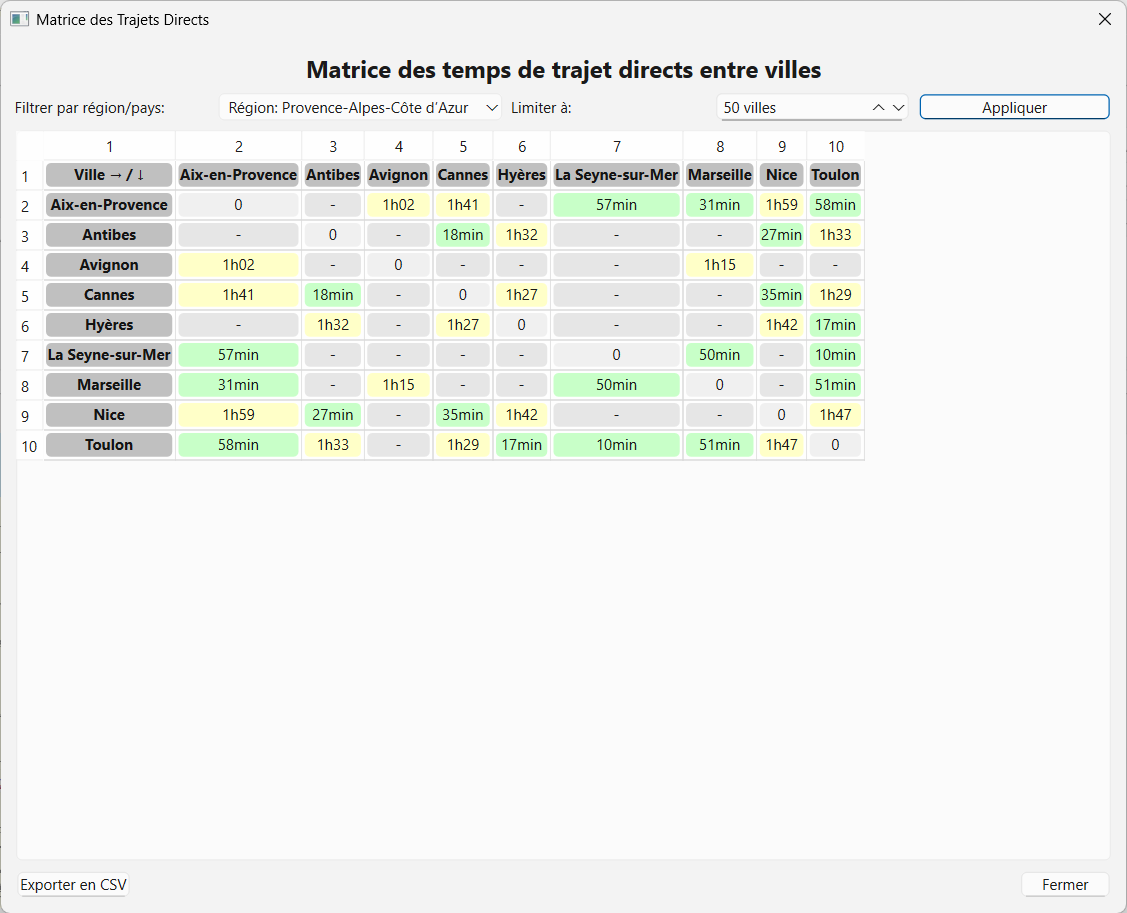 Matrice des Trajets Directs
Matrice des temps de trajet directs entre villes
Filtrer par région/pays: Région: Provence-Alpes-Côte d'Azur Limiter à: 50 villes Appliquer
1 2 3 4 5 6 7 8 9 10
1 Ville → / ↓ Aix-en-Provence Antibes Avignon Cannes Hyères La Seyne-sur-Mer Marseille Nice Toulon
2 Aix-en-Provence 0 - 1h02 1h41 - 57min 31min 1h59 58min
3 Antibes - 0 - 18min 1h32 - - 27min 1h33
4 Avignon 1h02 - 0 - - - 1h15 - -
5 Cannes 1h41 18min - 0 1h27 - - 35min 1h29
6 Hyères - 1h32 - 1h27 0 - - 1h42 17min
7 La Seyne-sur-Mer 57min - - - - 0 50min - 10min
8 Marseille 31min - 1h15 - - 50min 0 - 51min
9 Nice 1h59 27min - 35min 1h42 - - 0 1h47
10 Toulon 58min 1h33 - 1h29 17min 10min 51min 1h47 0
Exporter en CSV Fermer